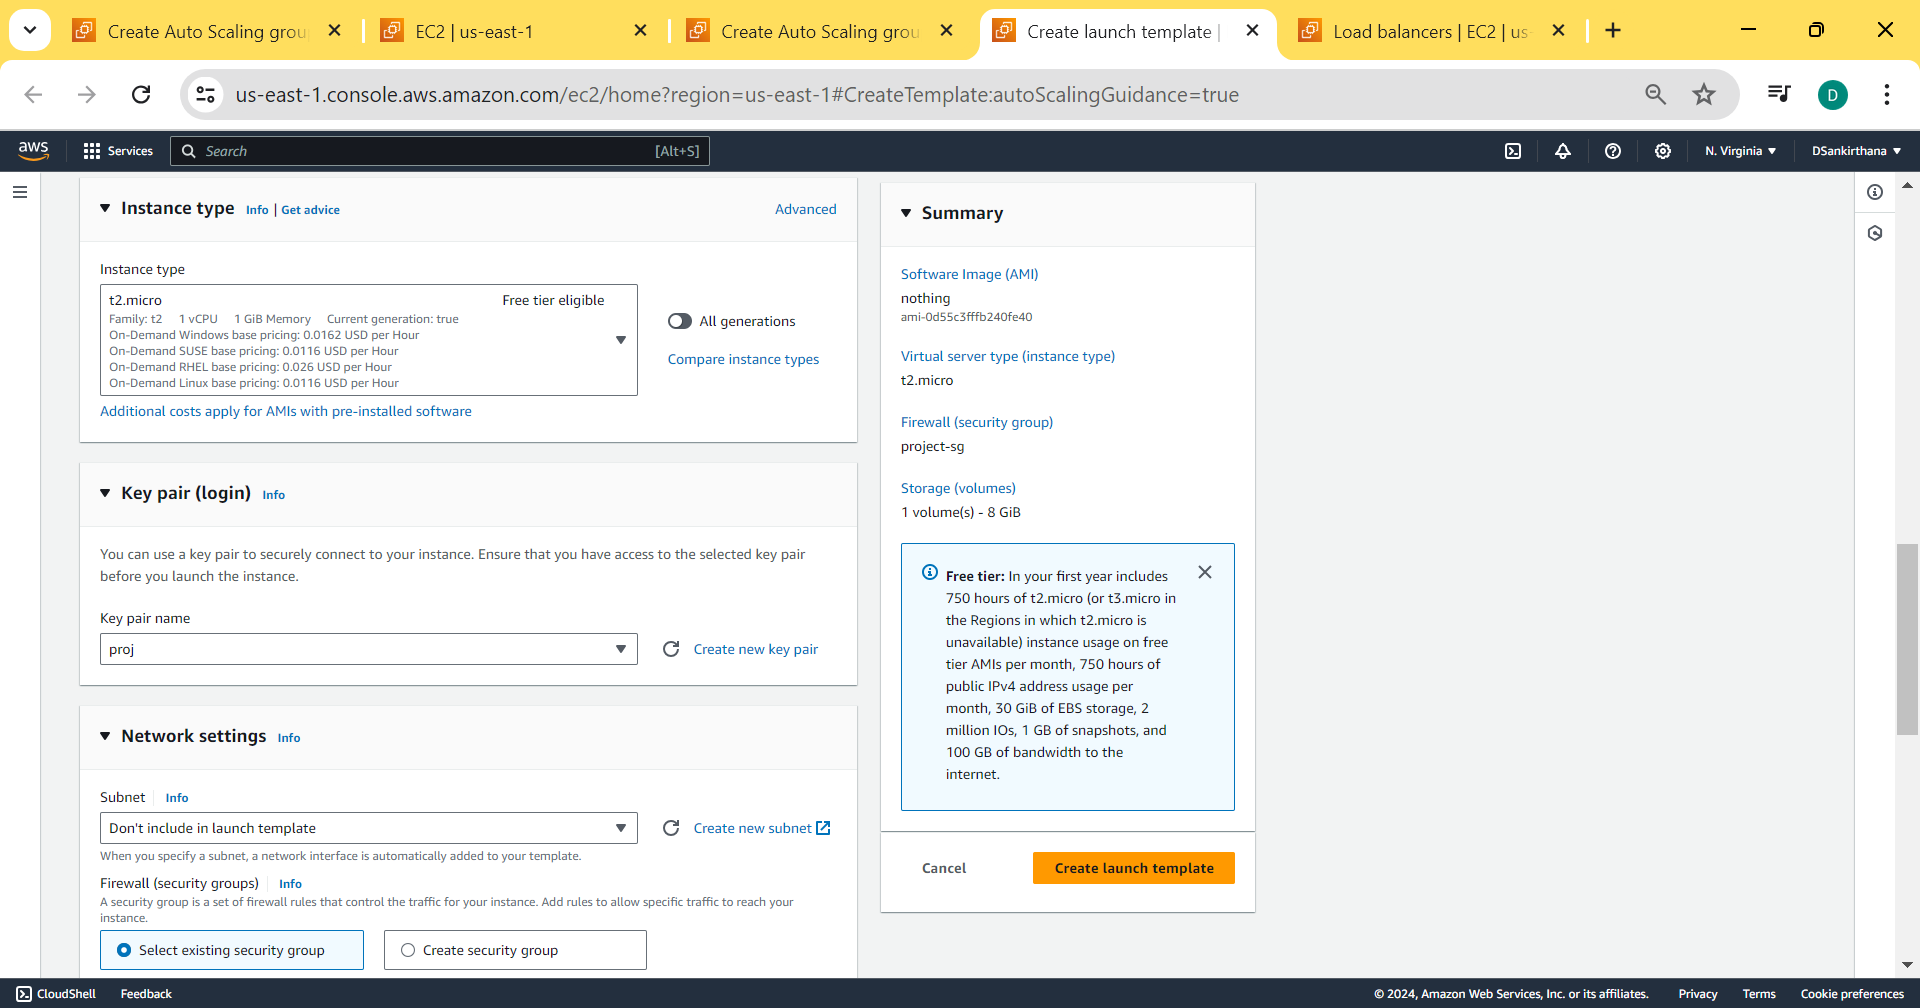 Create Auto Scaling grou
EC2 | us-east-1
Create Auto Scaling grou
Create launch template |
Load balancers | EC2 | us-
us-east-1.console.aws.amazon.com/ec2/home?region=us-east-1#CreateTemplate:autoScalingGuidance=true
D
aws
Services
Search
[Alt+S]
N. Virginia
DSankirthana
Instance type
Info | Get advice
Advanced
Instance type
t2.micro
Free tier eligible
Family: t2 1 vCPU 1 GiB Memory Current generation: true
On-Demand Windows base pricing: 0.0162 USD per Hour
On-Demand SUSE base pricing: 0.0116 USD per Hour
On-Demand RHEL base pricing: 0.026 USD per Hour
On-Demand Linux base pricing: 0.0116 USD per Hour
All generations
Compare instance types
Additional costs apply for AMIs with pre-installed software
Key pair (login)
Info
You can use a key pair to securely connect to your instance. Ensure that you have access to the selected key pair
before you launch the instance.
Key pair name
proj
Create new key pair
Network settings
Info
Subnet
Info
Don't include in launch template
Create new subnet
When you specify a subnet, a network interface is automatically added to your template.
Firewall (security groups)
Info
A security group is a set of firewall rules that control the traffic for your instance. Add rules to allow specific traffic to reach your
instance.
Select existing security group
Create security group
Summary
Software Image (AMI)
nothing
ami-0d55c3fffb240fe40
Virtual server type (instance type)
t2.micro
Firewall (security group)
project-sg
Storage (volumes)
1 volume(s) - 8 GiB
Free tier: In your first year includes
750 hours of t2.micro (or t3.micro in
the Regions in which t2.micro is
unavailable) instance usage on free
tier AMIs per month, 750 hours of
public IPv4 address usage per
month, 30 GiB of EBS storage, 2
million IOs, 1 GB of snapshots, and
100 GB of bandwidth to the
internet.
Cancel
Create launch template
CloudShell
Feedback
© 2024, Amazon Web Services, Inc. or its affiliates.
Privacy
Terms
Cookie preferences